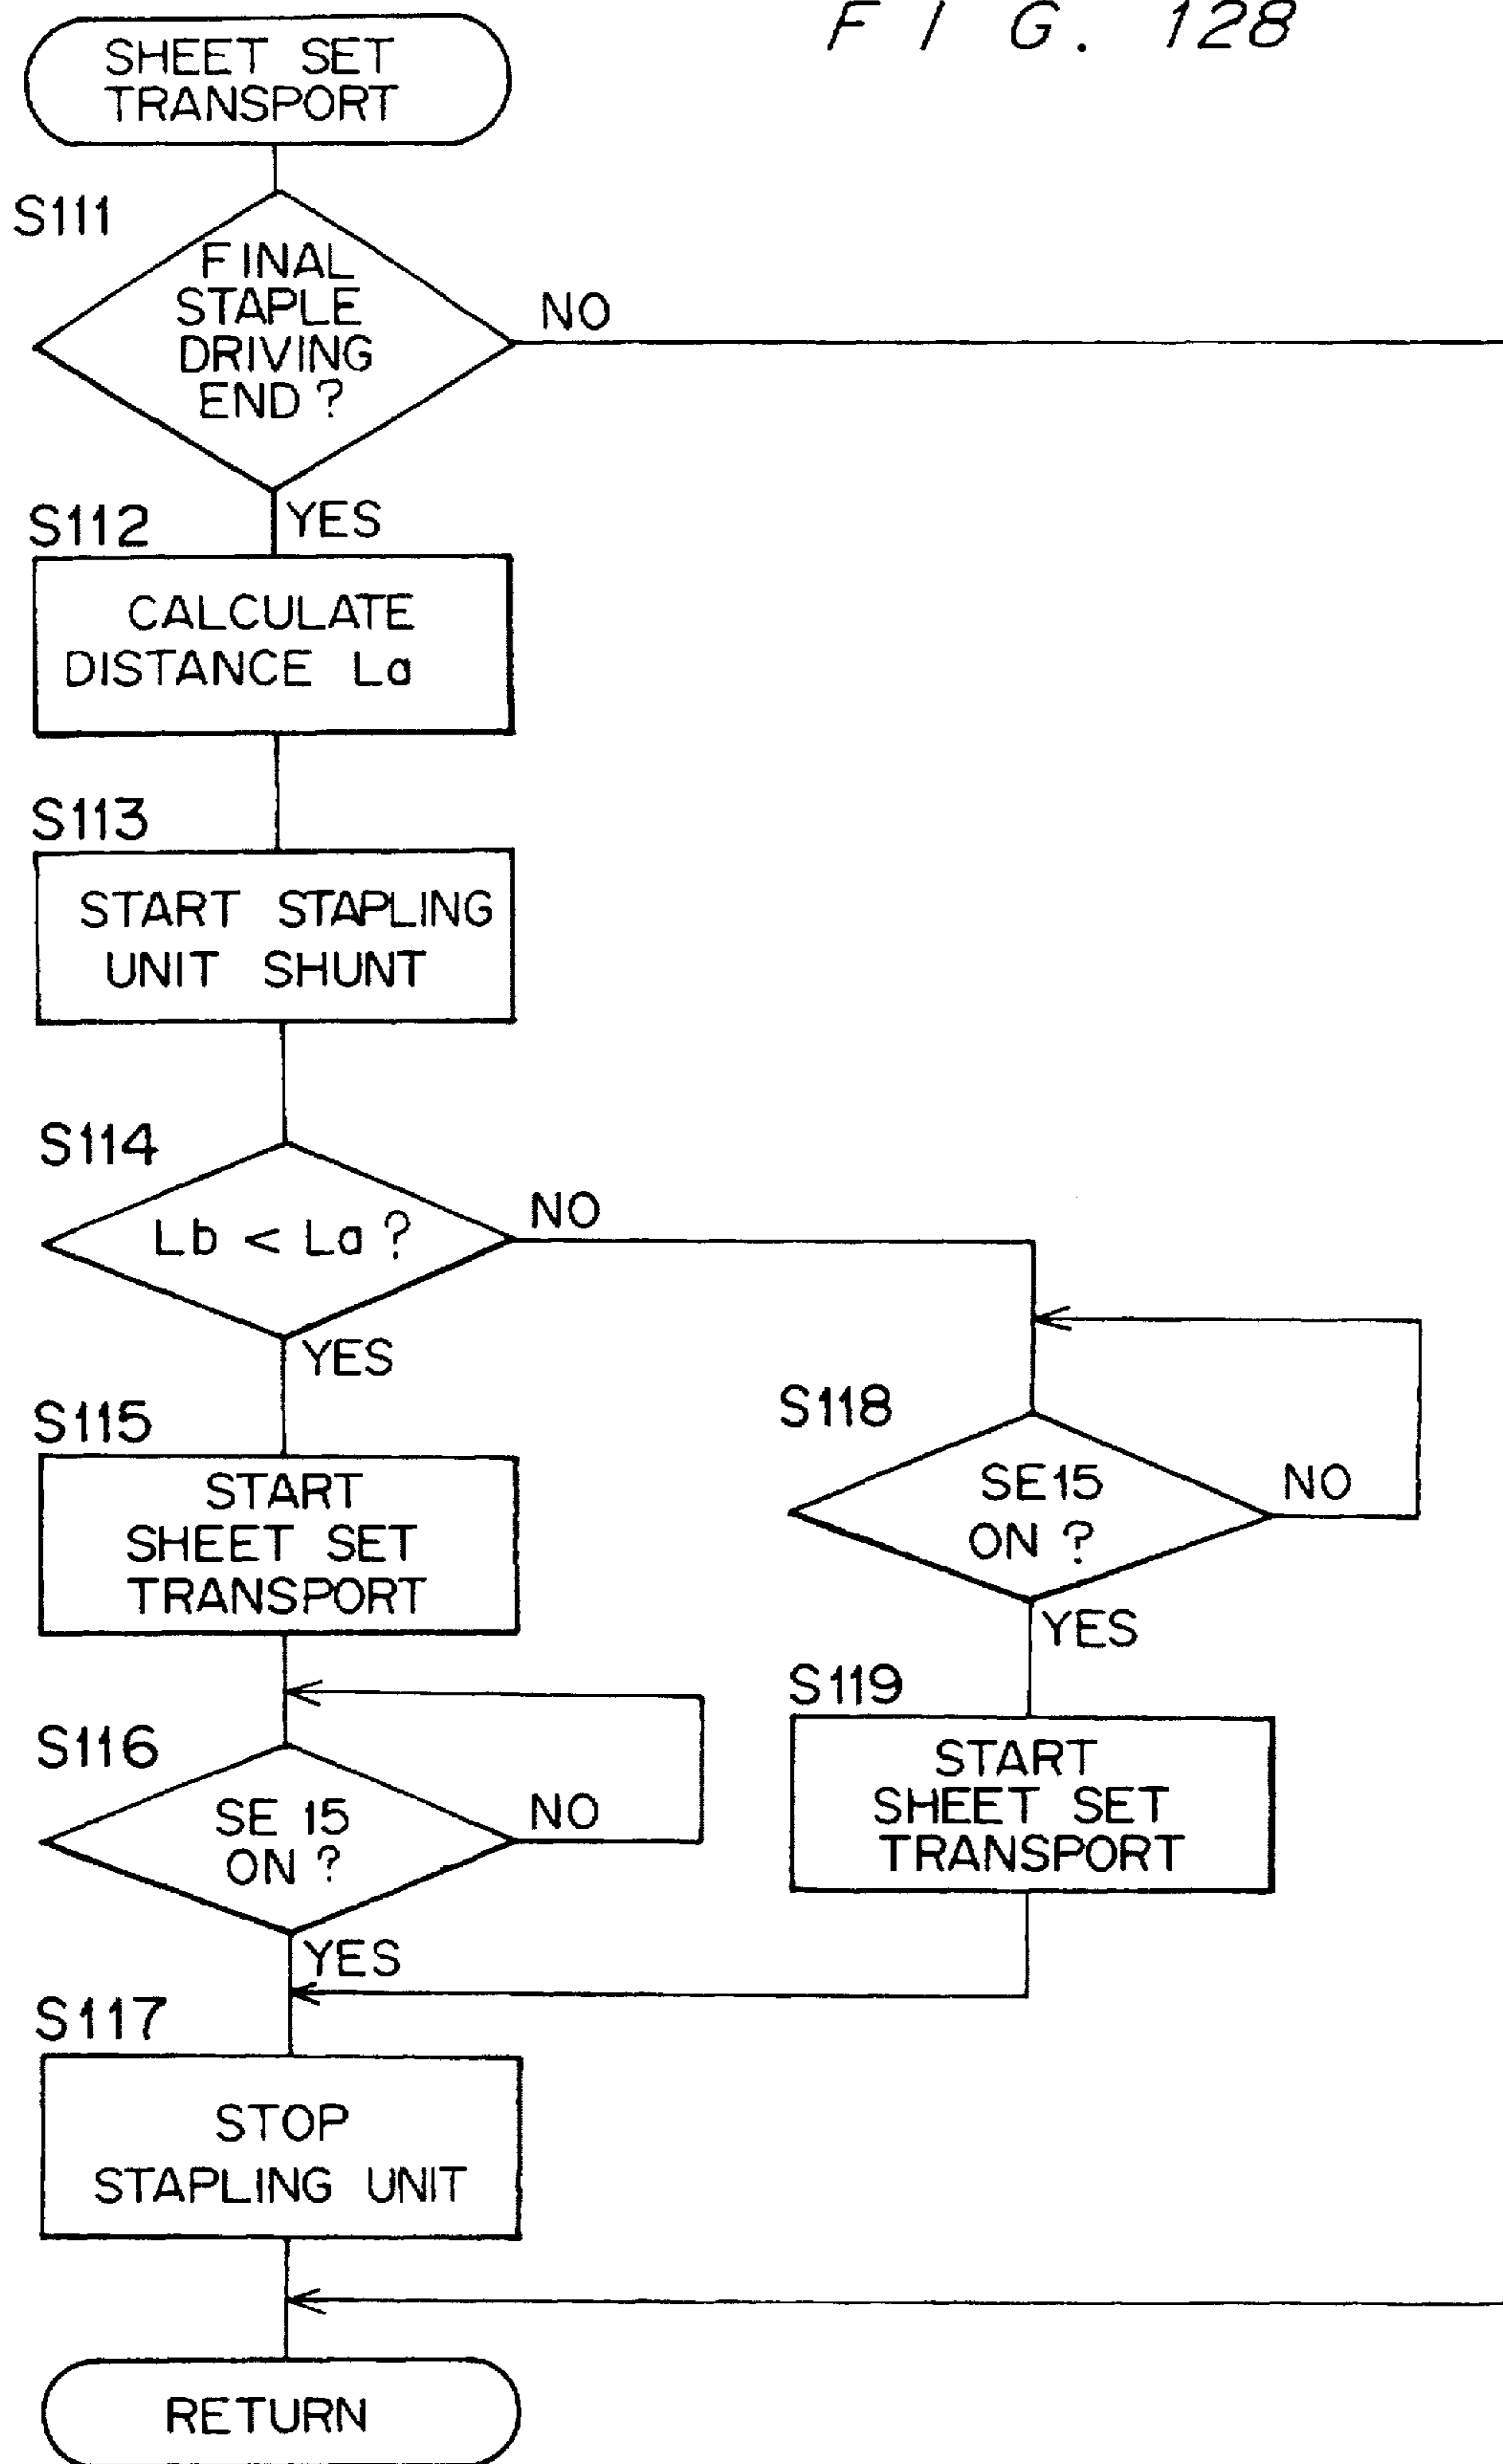 F I G. 128
SHEET SET
TRANSPORT
S111
FINAL
STAPLE
DRIVING
END ?
NO
YES
S112
CALCULATE
DISTANCE La
S113
START STAPLING
UNIT SHUNT
S114
Lb < La ?
NO
YES
S115
START
SHEET SET
TRANSPORT
S116
SE 15
ON ?
NO
YES
S118
SE15
ON ?
NO
YES
S119
START
SHEET SET
TRANSPORT
S117
STOP
STAPLING UNIT
RETURN